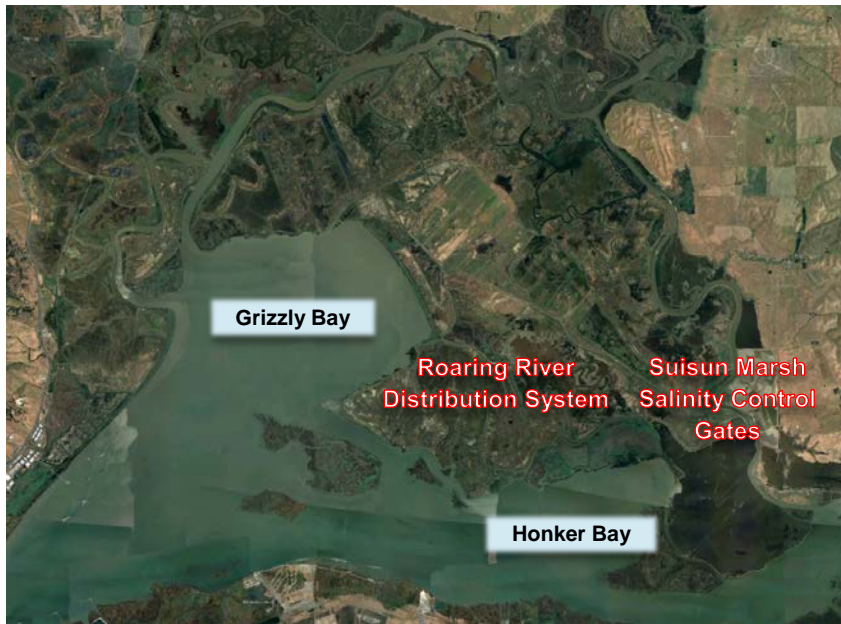 Grizzly Bay
Roaring River
Distribution System
Suisun Marsh
Salinity Control
Gates
Honker Bay